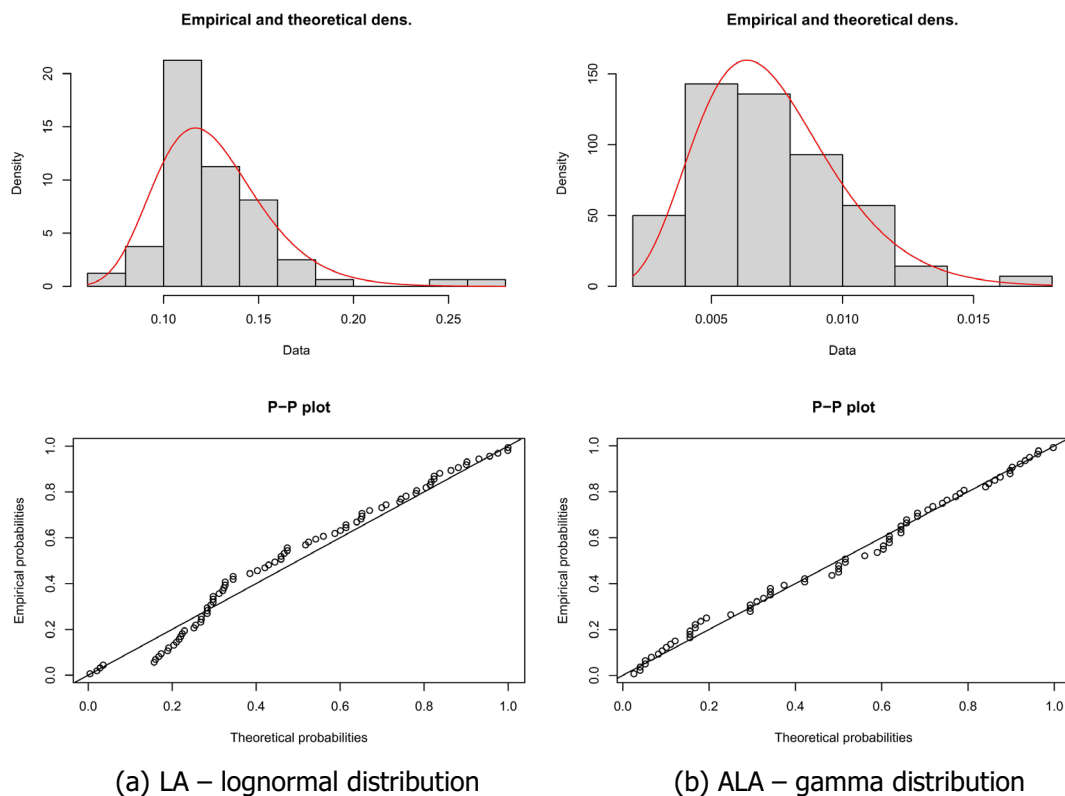 Empirical and theoretical dens.
Density
0
5
10
15
20
0.10
0.15
0.20
0.25
Data
Empirical and theoretical dens.
Density
0
50
100
150
0.005
0.010
0.015
Data
P−P plot
Empirical probabilities
0.0
0.2
0.4
0.6
0.8
1.0
0.0
0.2
0.4
0.6
0.8
1.0
Theoretical probabilities
P−P plot
Empirical probabilities
0.0
0.2
0.4
0.6
0.8
1.0
0.0
0.2
0.4
0.6
0.8
1.0
Theoretical probabilities
(a) LA – lognormal distribution
(b) ALA – gamma distribution